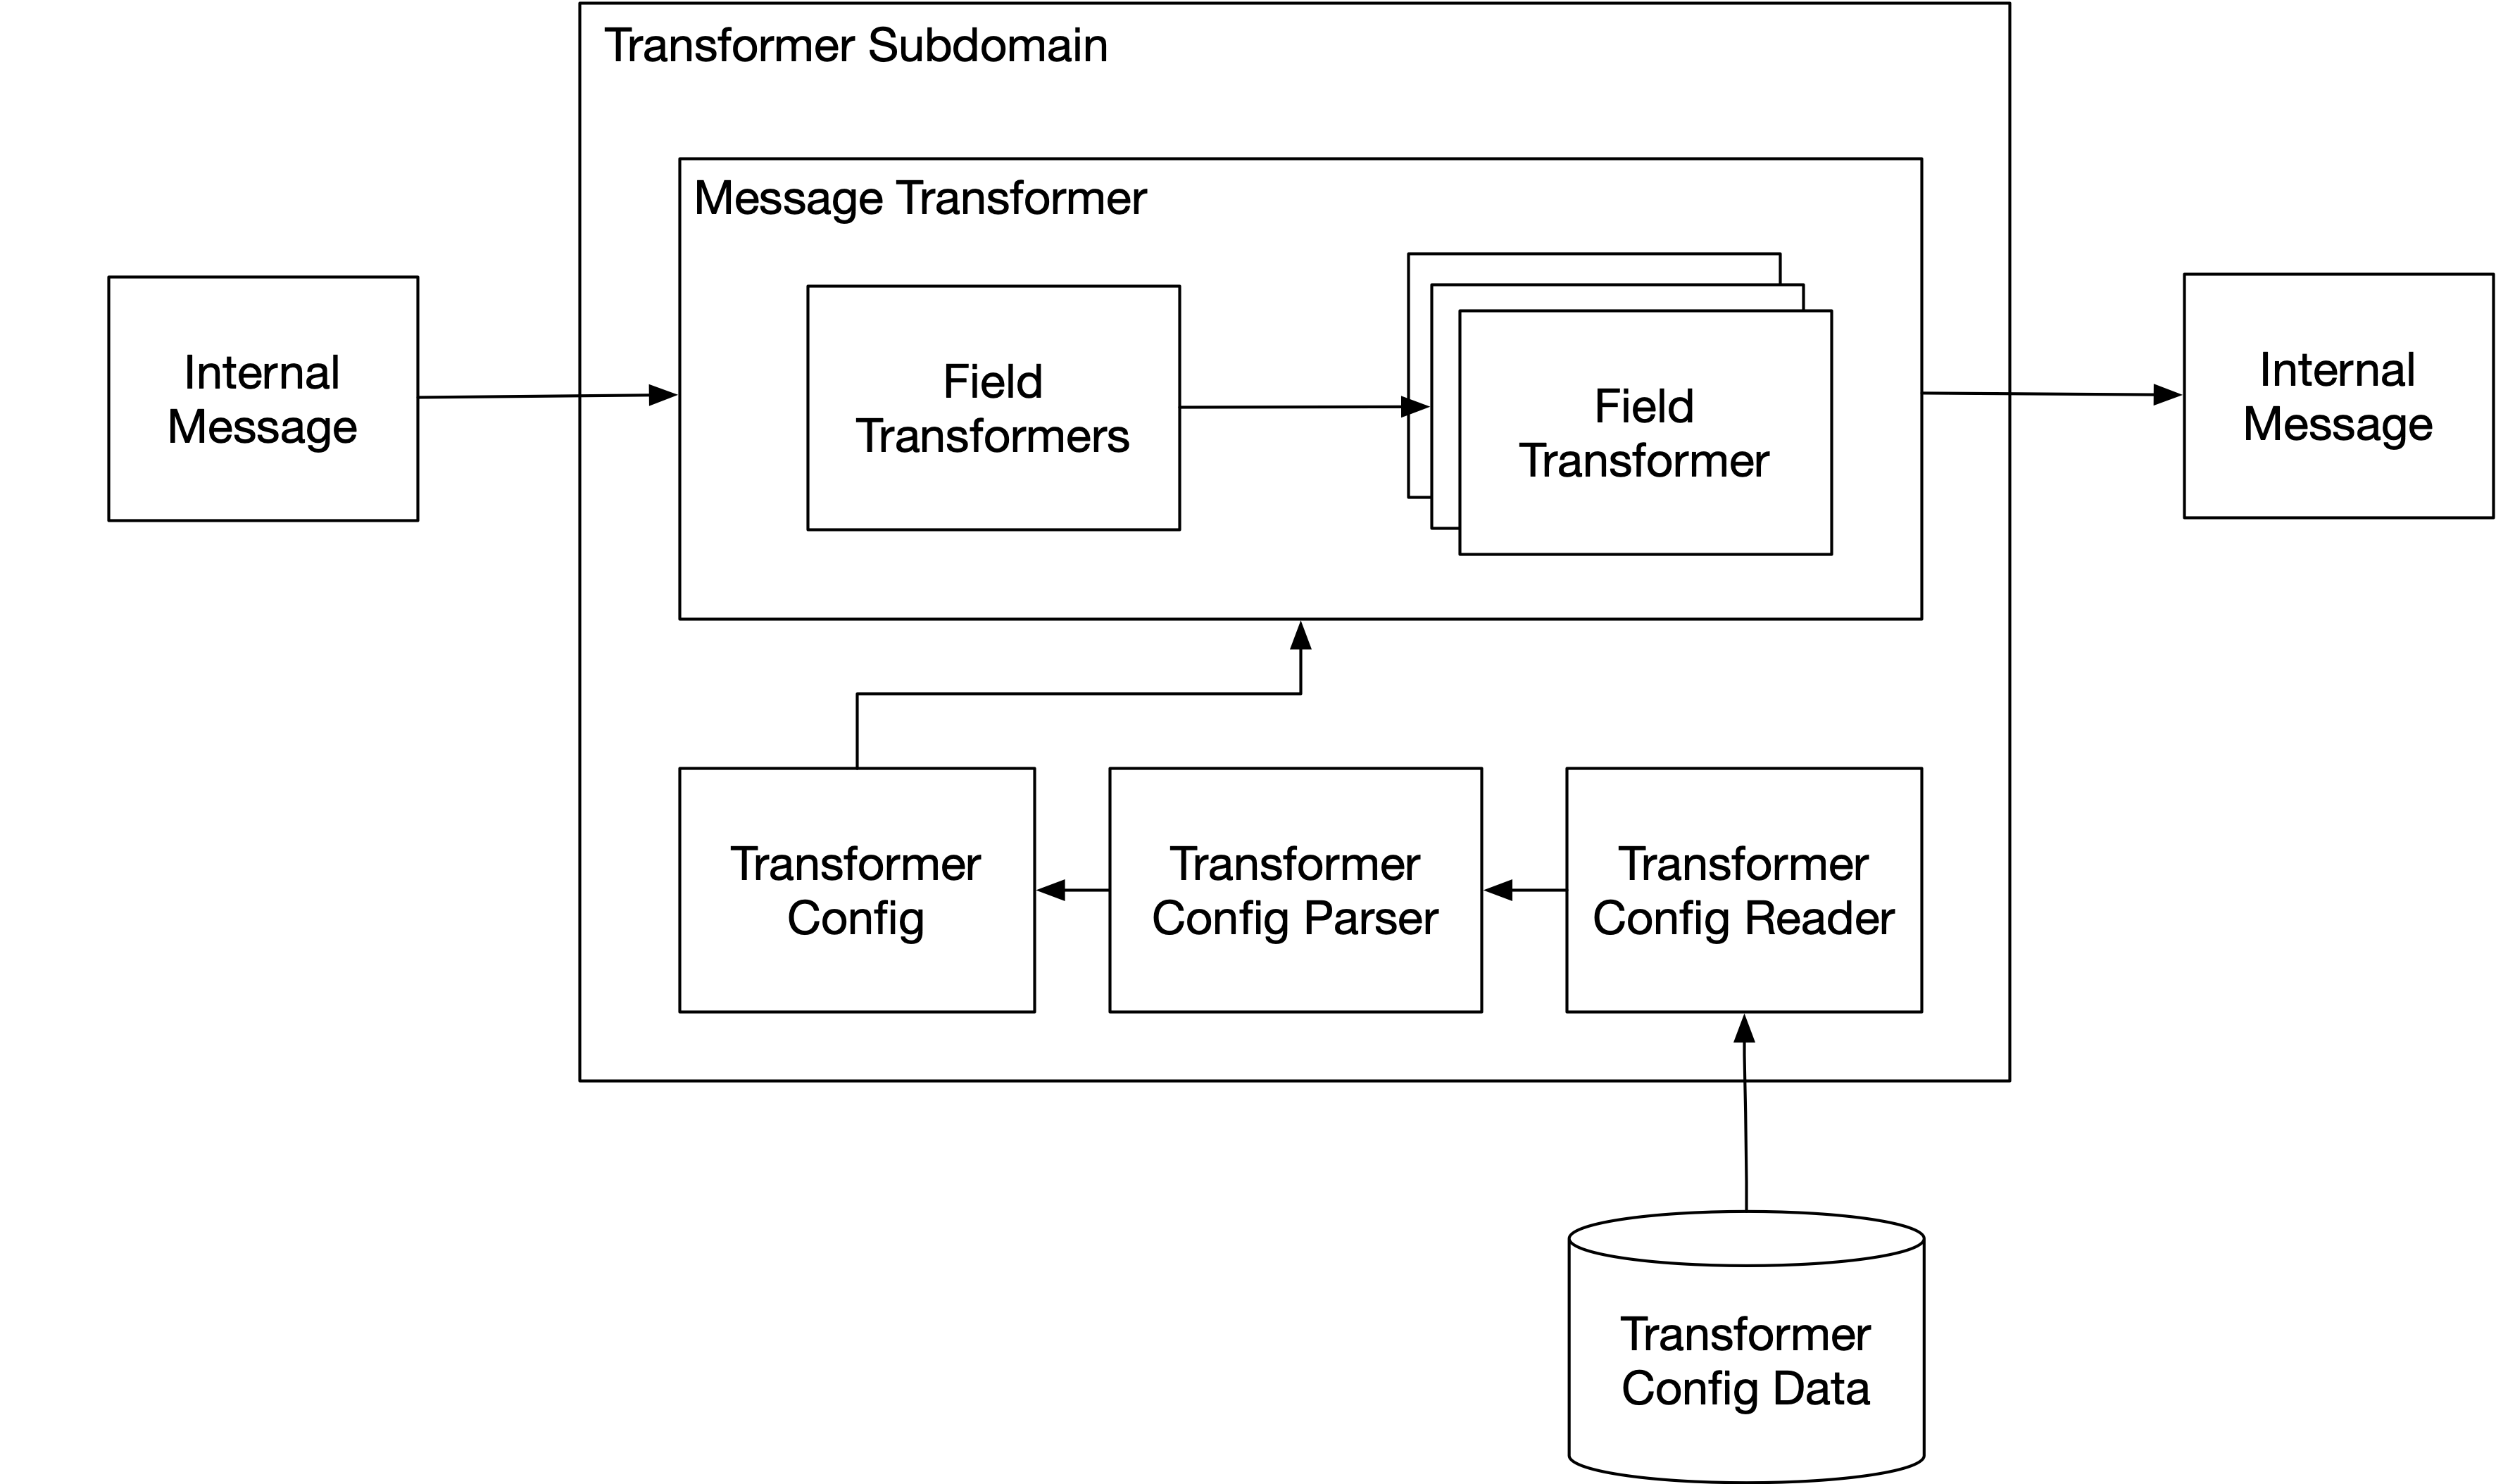 Transformer Subdomain
Message Transformer
Internal
Message
Field
Transformers
Field
Transformer
Internal
Message
Transformer
Config
Transformer
Config Parser
Transformer
Config Reader
Transformer
Config Data